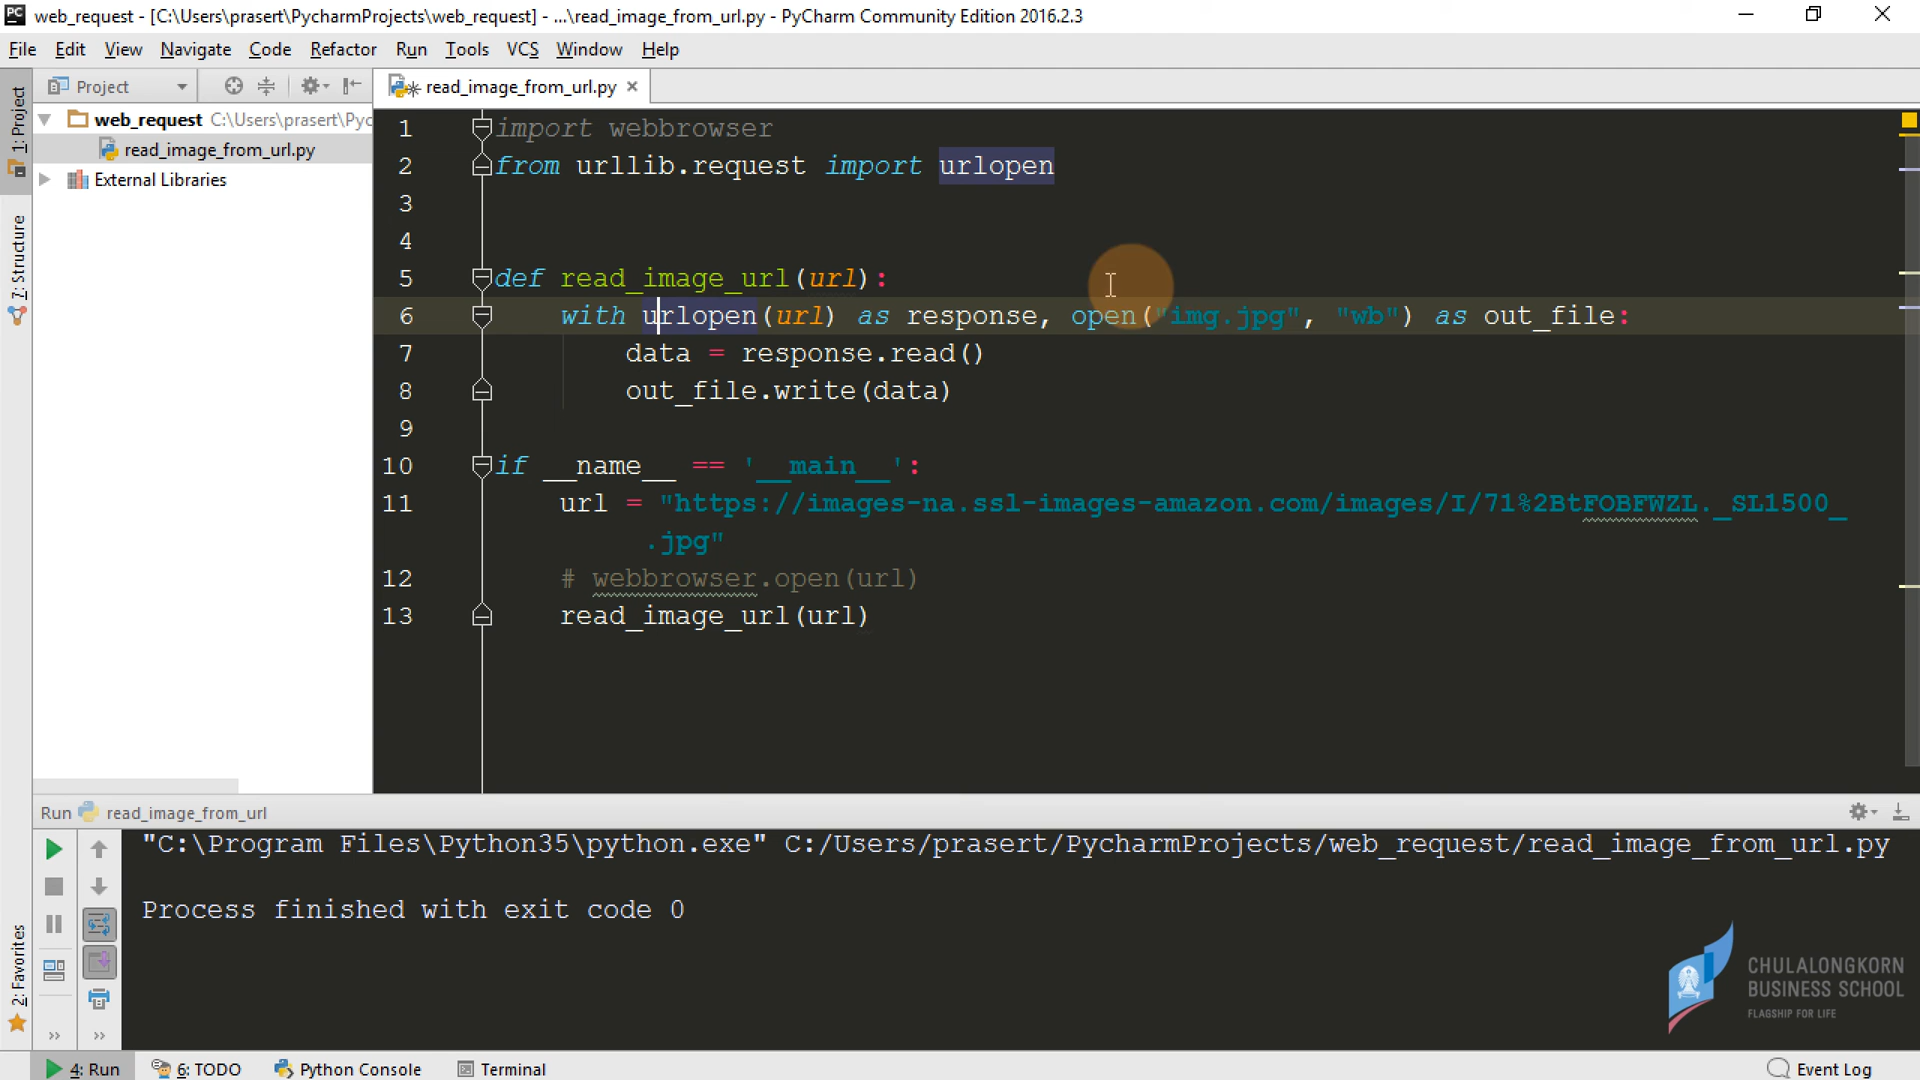 web_request - [C:\Users\prasert\PycharmProjects\web_request] - ...\read_image_from_url.py - PyCharm Community Edition 2016.2.3
File Edit View Navigate Code Refactor Run Tools VCS Window Help
Project
read_image_from_url.py
web_request C:\Users\prasert\Pyc
read_image_from_url.py
External Libraries
1: Project
7: Structure
2: Favorites
1 import webbrowser
2 from urllib.request import urlopen
3
4
5 def read_image_url(url):
6 with urlopen(url) as response, open("img.jpg", "wb") as out_file:
7 data = response.read()
8 out_file.write(data)
9
10 if __name__ == '__main__':
11 url = "https://images-na.ssl-images-amazon.com/images/I/71%2BtFOBFWZL._SL1500_
.jpg"
12 # webbrowser.open(url)
13 read_image_url(url)
Run read_image_from_url
"C:\Program Files\Python35\python.exe" C:/Users/prasert/PycharmProjects/web_request/read_image_from_url.py
Process finished with exit code 0
CHULALONGKORN
BUSINESS SCHOOL
FLAGSHIP FOR LIFE
4: Run 6: TODO Python Console Terminal Event Log